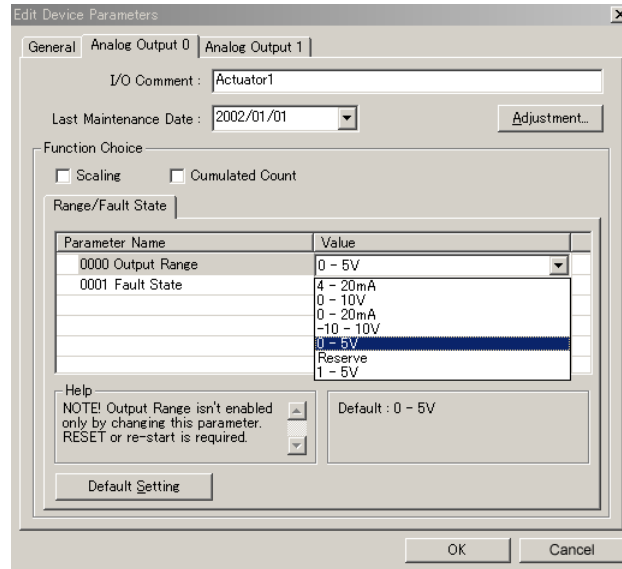 Edit Device Parameters
General
Analog Output 0
Analog Output 1
I/O Comment :
Actuator1
Last Maintenance Date :
2002/01/01
Adjustment...
Function Choice
Scaling
Cumulated Count
Range/Fault State
Parameter Name
Value
0000 Output Range
0 - 5V
0001 Fault State
4 - 20mA
0 - 10V
0 - 20mA
-10 - 10V
0 - 5V
Reserve
1 - 5V
Help
NOTE! Output Range isn't enabled
only by changing this parameter.
RESET or re-start is required.
Default : 0 - 5V
Default Setting
OK
Cancel